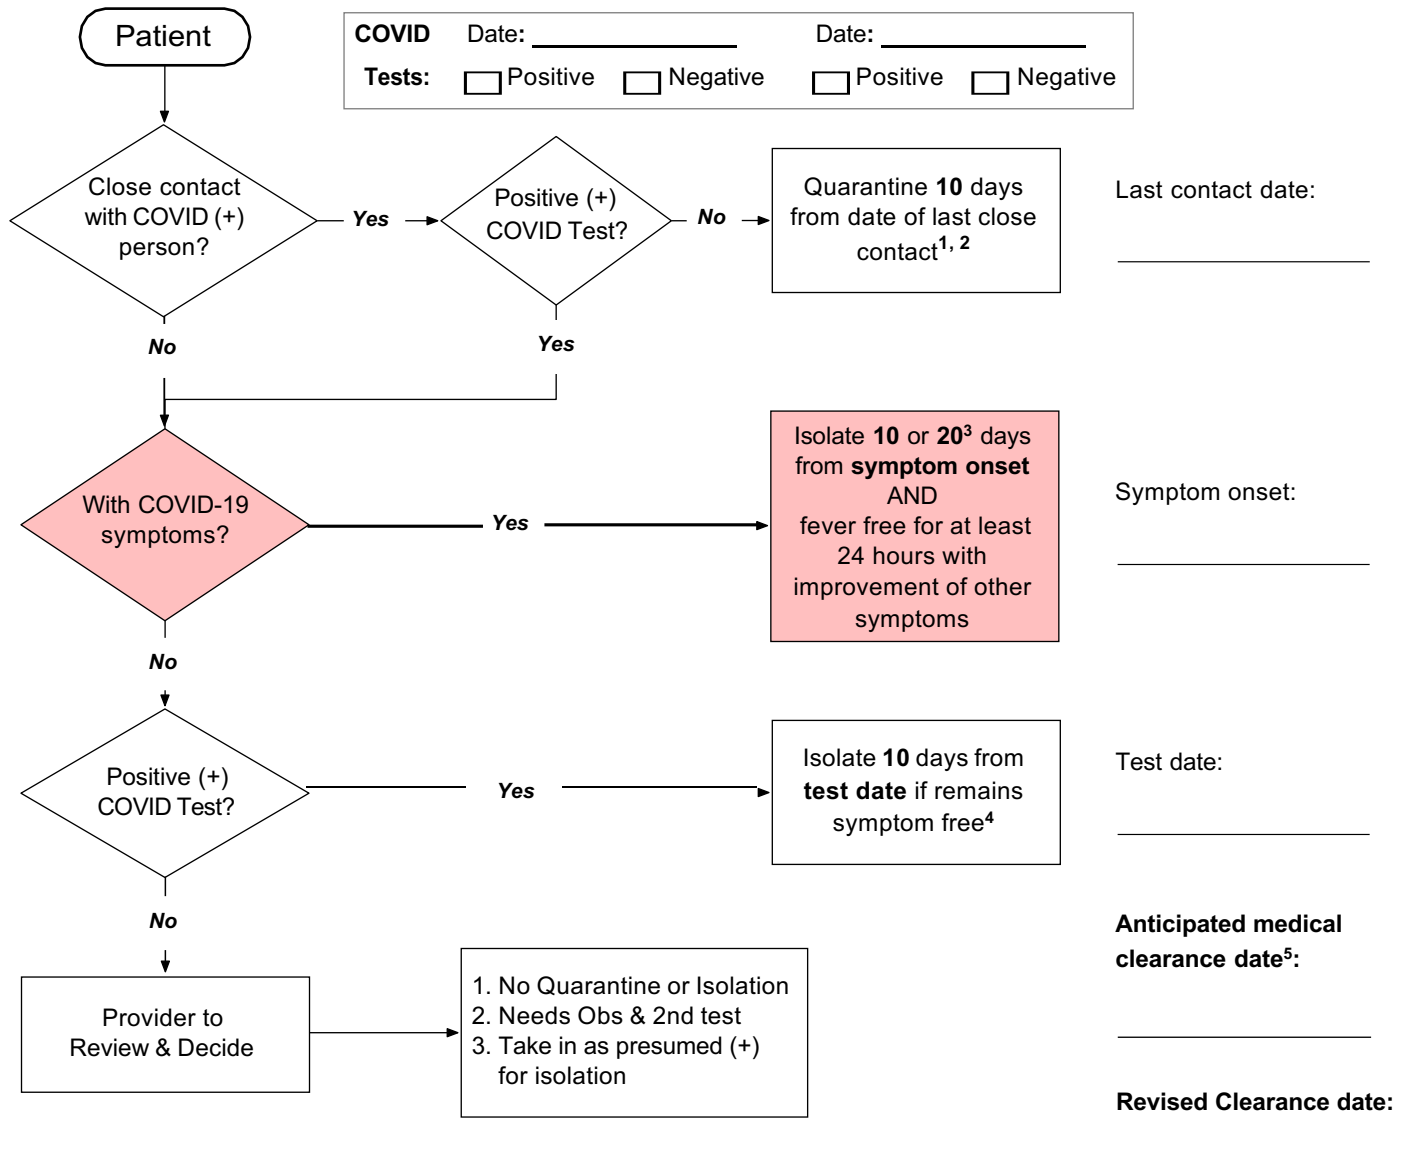 Patient
COVID Date: Date:
Tests: Positive Negative Positive Negative
Close contact
with COVID (+)
person?
Yes
Positive (+)
COVID Test?
No
Quarantine 10 days
from date of last close
contact1, 2
Last contact date:
No
Yes
With COVID-19
symptoms?
Yes
Isolate 10 or 203 days
from symptom onset
AND
fever free for at least
24 hours with
improvement of other
symptoms
Symptom onset:
No
Positive (+)
COVID Test?
Yes
Isolate 10 days from
test date if remains
symptom free4
Test date:
No
Anticipated medical
clearance date5:
Provider to
Review & Decide
1. No Quarantine or Isolation
2. Needs Obs & 2nd test
3. Take in as presumed (+)
for isolation
Revised Clearance date: